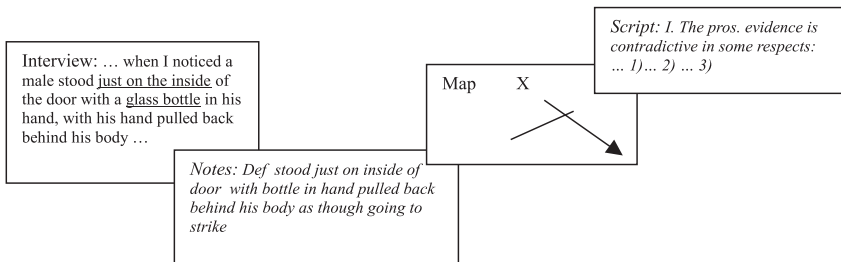 Interview: … when I noticed a
male stood just on the inside of
the door with a glass bottle in his
hand, with his hand pulled back
behind his body …
Notes: Def stood just on inside of
door with bottle in hand pulled back
behind his body as though going to
strike
Map X
Script: I. The pros. evidence is
contradictive in some respects:
… 1)… 2) … 3)